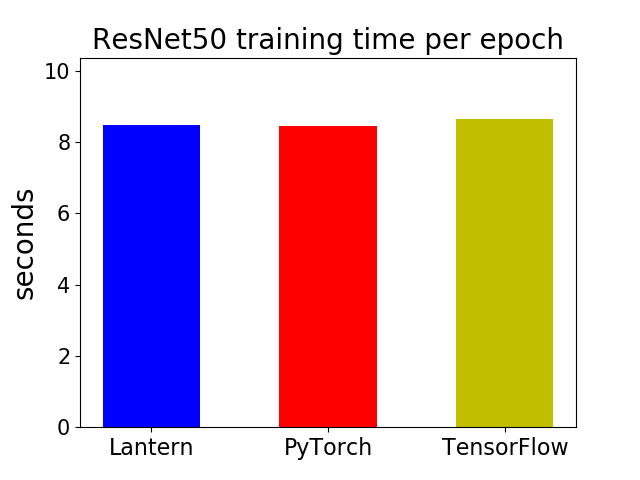 ResNet50 training time per epoch
10
8
6
4
2
0
seconds
Lantern PyTorch TensorFlow